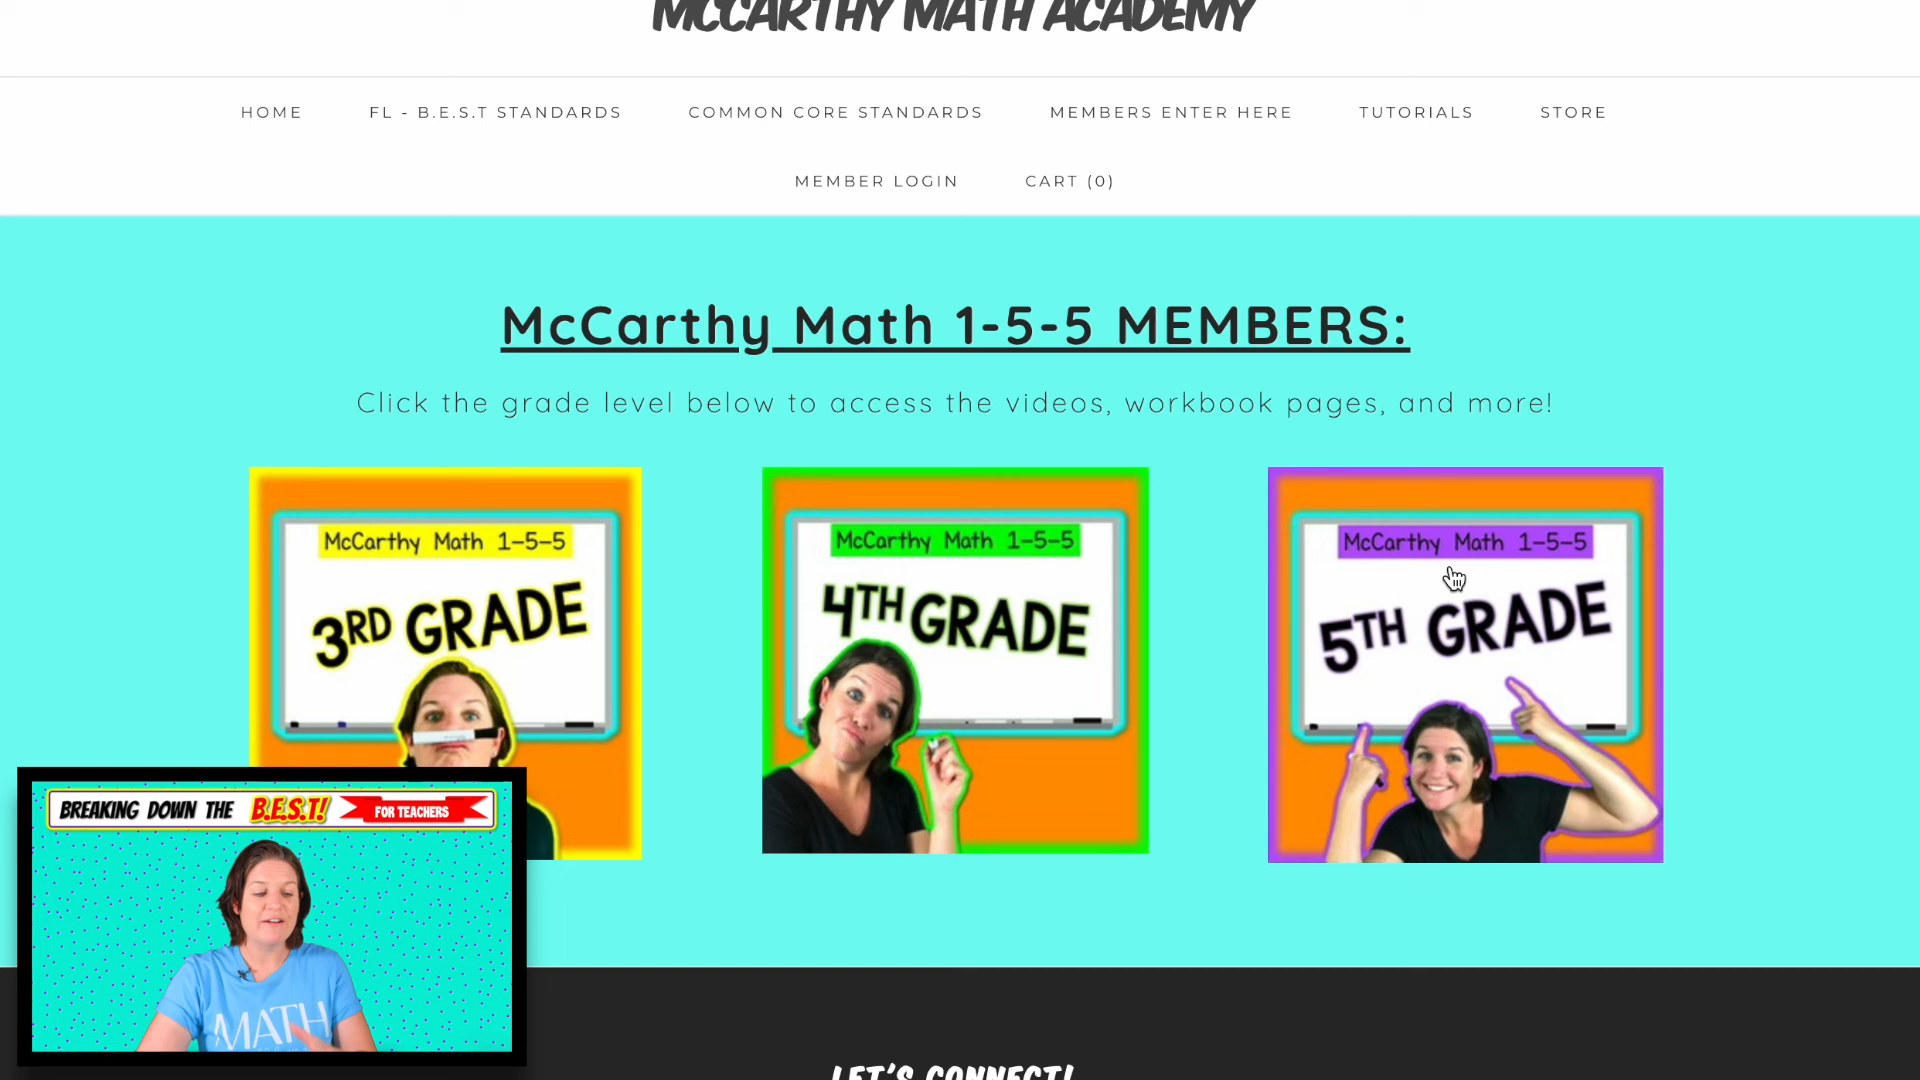 McCARTHY MATH ACADEMY
HOME FL - B.E.S.T STANDARDS COMMON CORE STANDARDS MEMBERS ENTER HERE TUTORIALS STORE
MEMBER LOGIN CART (0)
McCarthy Math 1-5-5 MEMBERS:
Click the grade level below to access the videos, workbook pages, and more!
McCarthy Math 1-5-5
3RD GRADE
McCarthy Math 1-5-5
4TH GRADE
McCarthy Math 1-5-5
5TH GRADE
BREAKING DOWN THE B.E.S.T! FOR TEACHERS
MATH
LET'S CONNECT!